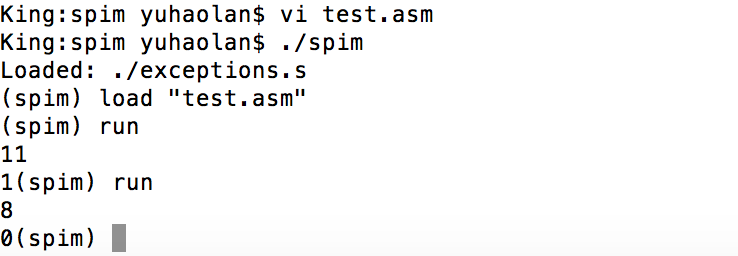 King:spim yuhaolan$ vi test.asm
King:spim yuhaolan$ ./spim
Loaded: ./exceptions.s
(spim) load "test.asm"
(spim) run
11
1(spim) run
8
0(spim)